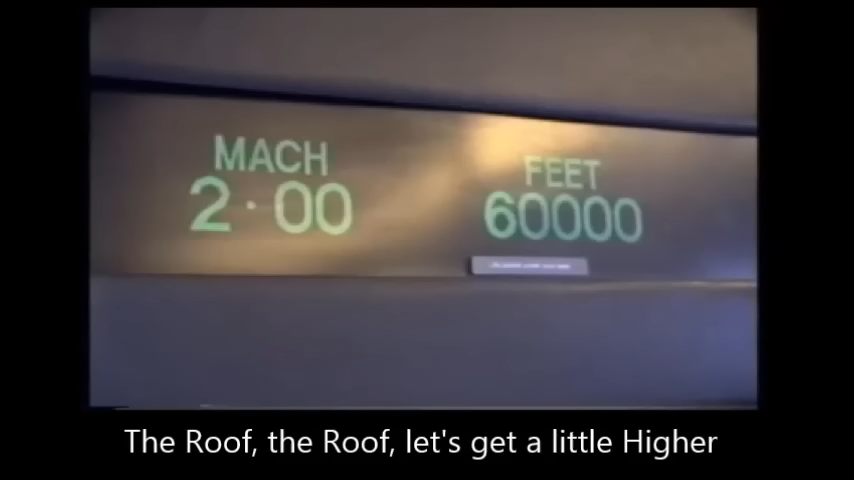 MACH
2.00
FEET
60000
The Roof, the Roof, let's get a little Higher